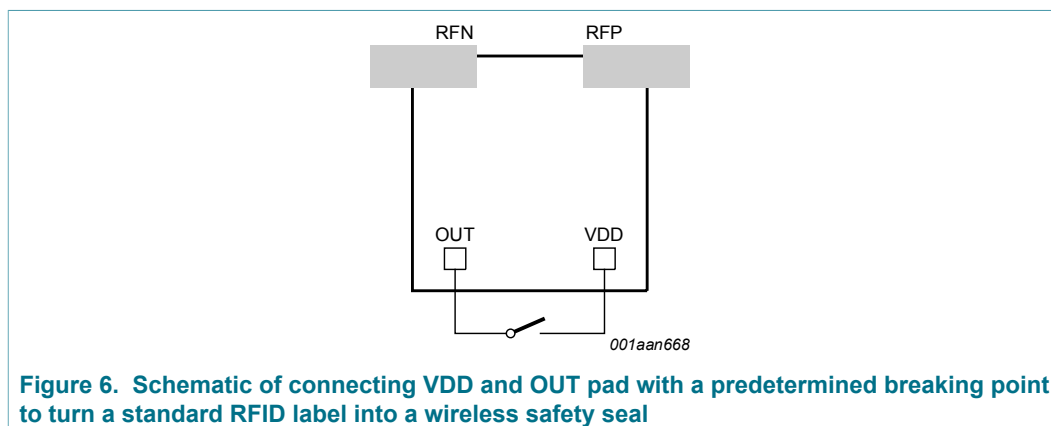 RFN RFP
OUT VDD
001aan668
Figure 6. Schematic of connecting VDD and OUT pad with a predetermined breaking point
to turn a standard RFID label into a wireless safety seal